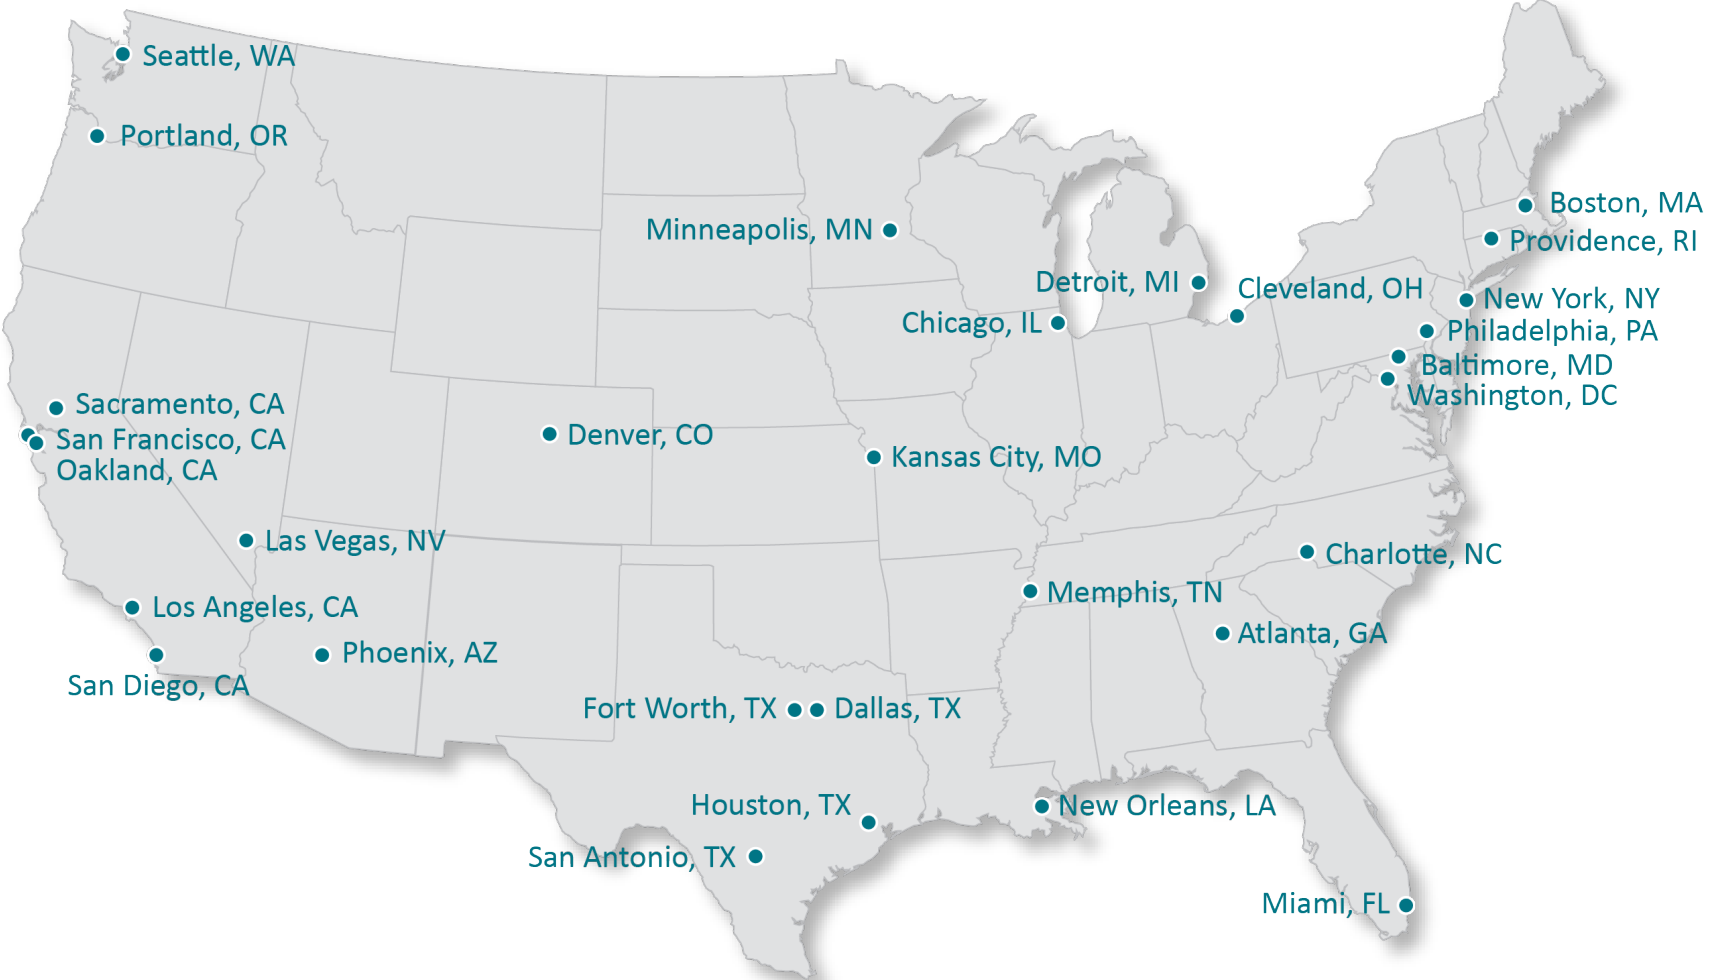 Seattle, WA
Portland, OR
Boston, MA
Minneapolis, MN
Providence, RI
Detroit, MI
Cleveland, OH
New York, NY
Chicago, IL
Philadelphia, PA
Baltimore, MD
Washington, DC
Sacramento, CA
San Francisco, CA
Oakland, CA
Denver, CO
Kansas City, MO
Las Vegas, NV
Charlotte, NC
Memphis, TN
Los Angeles, CA
Atlanta, GA
Phoenix, AZ
San Diego, CA
Fort Worth, TX
Dallas, TX
Houston, TX
New Orleans, LA
San Antonio, TX
Miami, FL